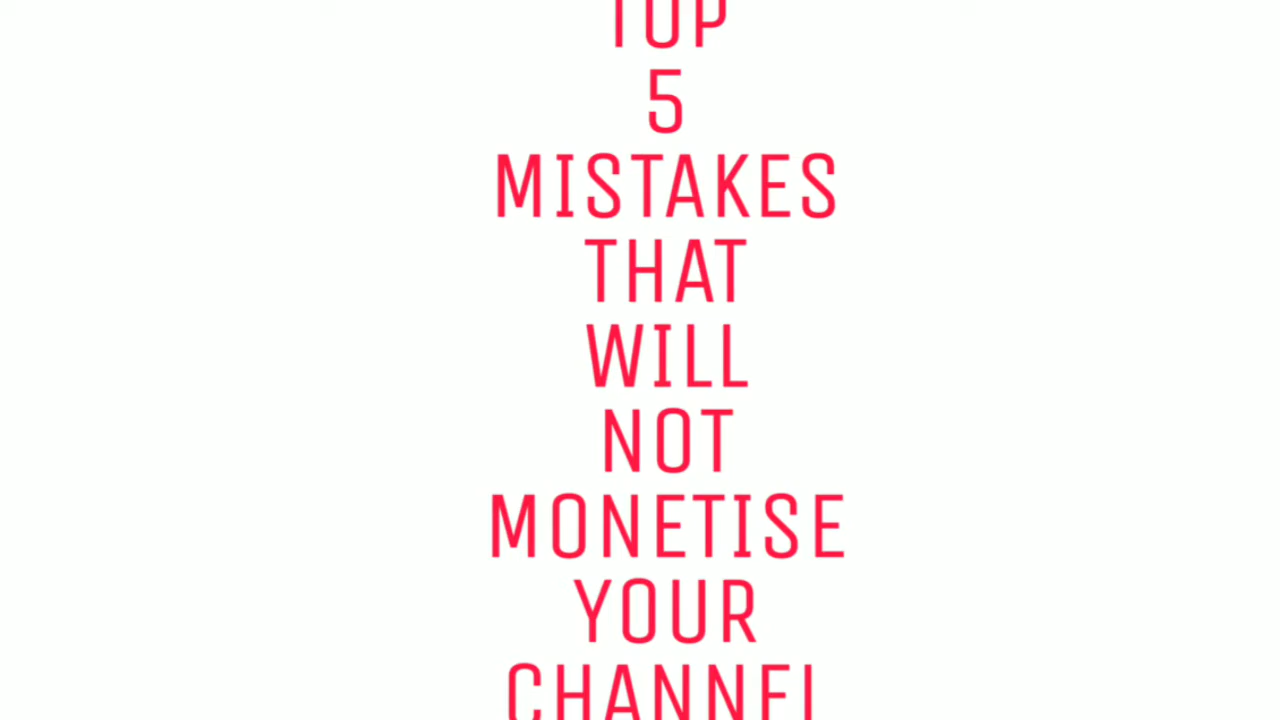 TOP
5
MISTAKES
THAT
WILL
NOT
MONETISE
YOUR
CHANNEL